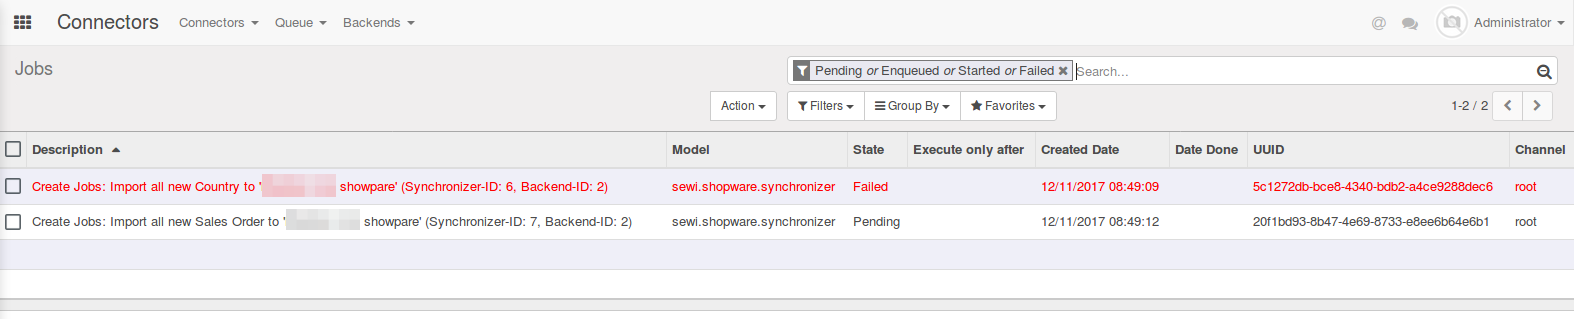 Connectors Connectors Queue Backends @ Administrator
Jobs Pending or Enqueued or Started or Failed Search...
Action Filters Group By Favorites 1-2 / 2
Description Model State Execute only after Created Date Date Done UUID Channel
Create Jobs: Import all new Country to ' showpare' (Synchronizer-ID: 6, Backend-ID: 2) sewi.shopware.synchronizer Failed 12/11/2017 08:49:09 5c1272db-bce8-4340-bdb2-a4ce9288dec6 root
Create Jobs: Import all new Sales Order to ' showpare' (Synchronizer-ID: 7, Backend-ID: 2) sewi.shopware.synchronizer Pending 12/11/2017 08:49:12 20f1bd93-8b47-4e69-8733-e8ee6b64e6b1 root